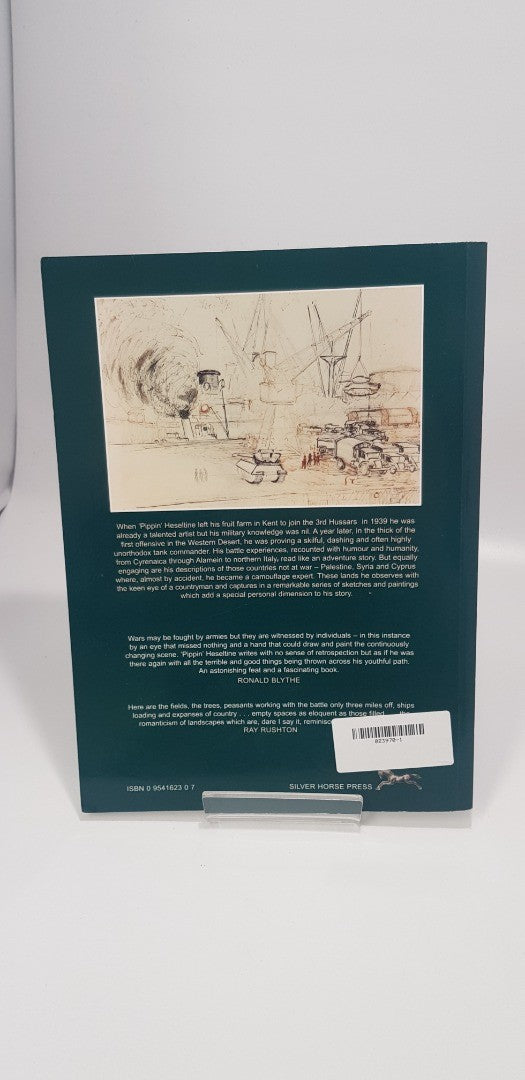 When 'Pippin' Heseltine left his fruit farm in Kent to join the 3rd Hussars in 1939 he was
already a talented artist but his military knowledge was nil. A year later, in the thick of the
first offensive in the Western Desert, he was proving a skilful, dashing and often highly
unorthodox tank commander. His battle experiences, recounted with humour and humanity,
from Cyrenaica through Alamein to northern Italy, read like an adventure story. But equally
engaging are his descriptions of those countries not at war – Palestine, Syria and Cyprus
where, almost by accident, he became a camouflage expert. These lands he observes with
the keen eye of a countryman and captures in a remarkable series of sketches and paintings
which add a special personal dimension to his story.
Wars may be fought by armies but they are witnessed by individuals – in this instance
by an eye that missed nothing and a hand that could draw and paint the continuously
changing scene. 'Pippin' Heseltine writes with no sense of retrospection but as if he was
there again with all the terrible and good things being thrown across his youthful path.
An astonishing feat and a fascinating book.
RONALD BLYTHE
Here are the fields, the trees, peasants working with the battle only three miles off, ships
loading and expanses of country . . . empty spaces as eloquent as those filled
romanticism of landscapes which are, dare I say it,
RAY RUSHTON
023970-1
ISBN 0 9541623 0 7
SILVER HORSE PRESS